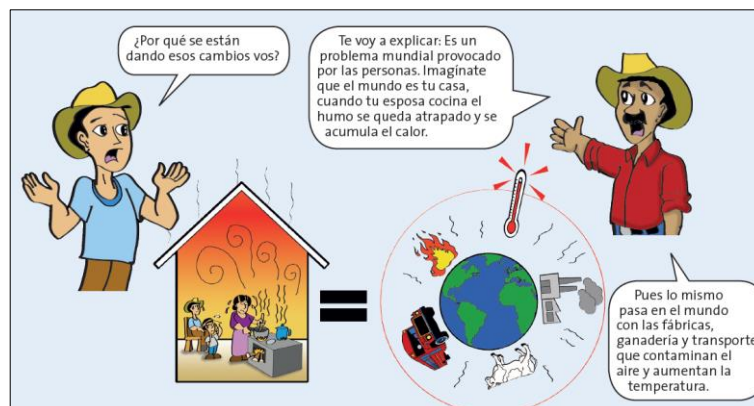 ¿Por qué se están
dando esos cambios vos?
Te voy a explicar: Es un
problema mundial provocado
por las personas. Imagínate
que el mundo es tu casa,
cuando tu esposa cocina el
humo se queda atrapado y se
acumula el calor.
Pues lo mismo
pasa en el mundo
con las fábricas,
ganadería y transporte
que contaminan el
aire y aumentan la
temperatura.